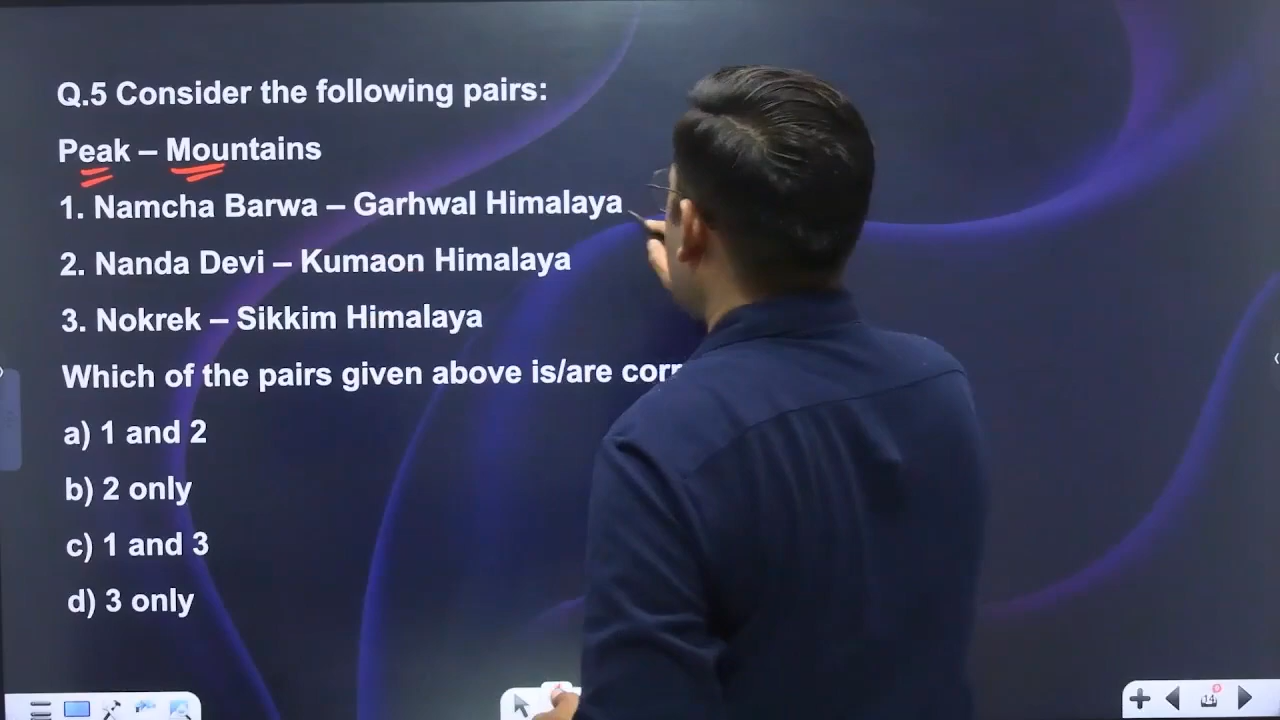 Q.5 Consider the following pairs:
Peak – Mountains
1. Namcha Barwa – Garhwal Himalaya
2. Nanda Devi – Kumaon Himalaya
3. Nokrek – Sikkim Himalaya
Which of the pairs given above is/are
a) 1 and 2
b) 2 only
c) 1 and 3
d) 3 only
14